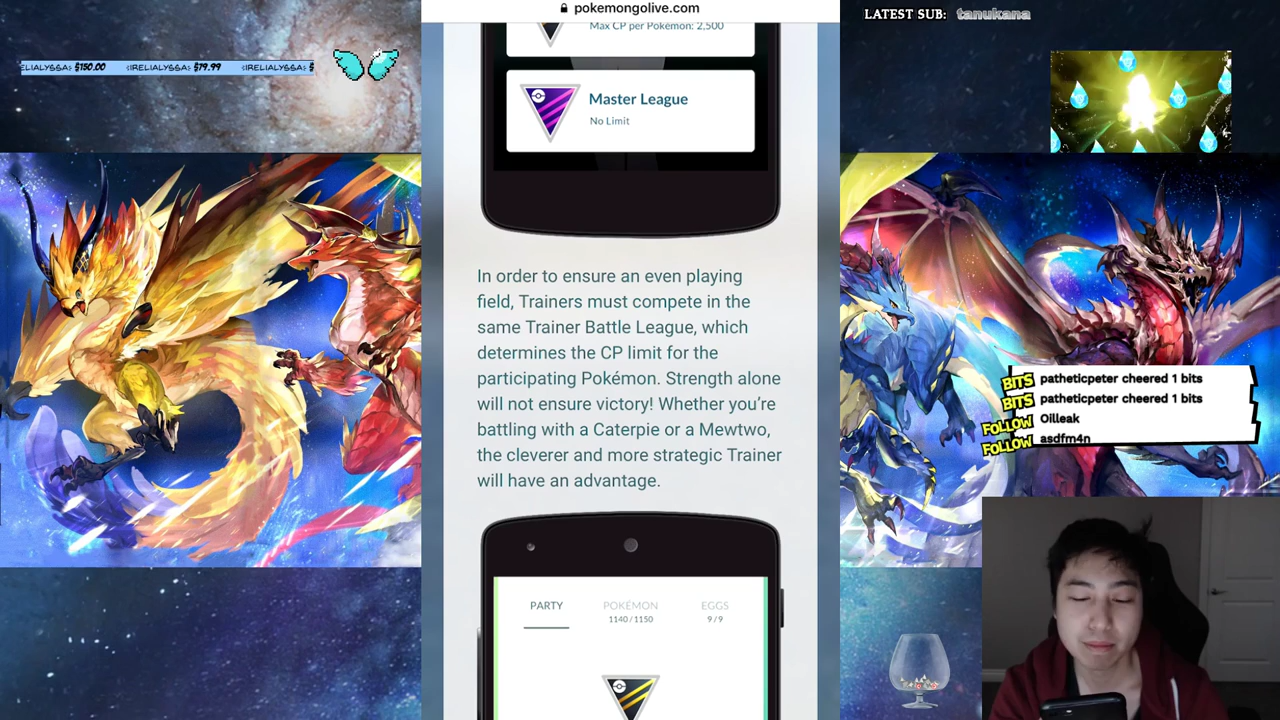 LATEST SUB: tanukana
ELIALYSSA: $150.00 :IRELIALYSSA: $79.99 :IRELIALYSSA: $
pokemongolive.com
Max CP per Pokémon: 2,500
Master League
No Limit
In order to ensure an even playing
field, Trainers must compete in the
same Trainer Battle League, which
determines the CP limit for the
participating Pokémon. Strength alone
will not ensure victory! Whether you’re
battling with a Caterpie or a Mewtwo,
the cleverer and more strategic Trainer
will have an advantage.
PARTY POKÉMON EGGS
1140 / 1150 9 / 9
BITS patheticpeter cheered 1 bits
BITS patheticpeter cheered 1 bits
FOLLOW Oilleak
FOLLOW asdfm4n